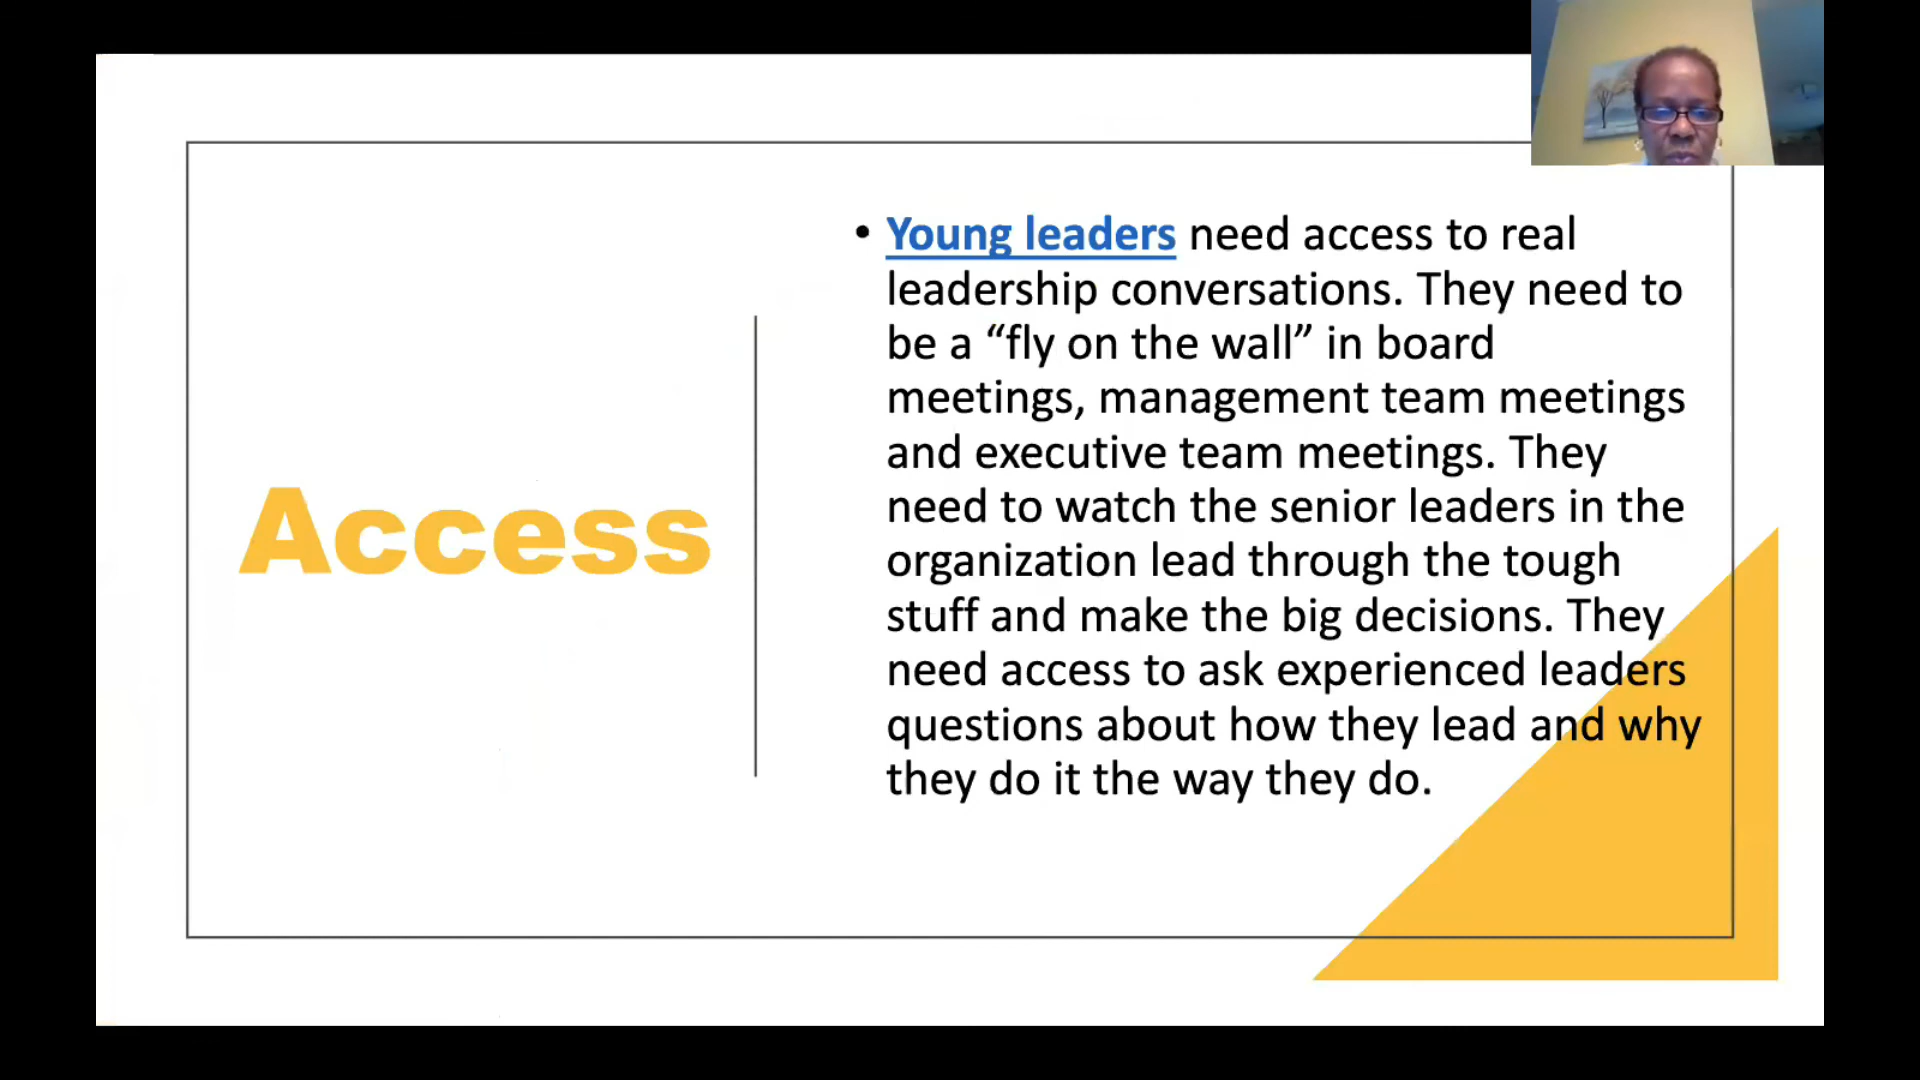 Access
• Young leaders need access to real
leadership conversations. They need to
be a “fly on the wall” in board
meetings, management team meetings
and executive team meetings. They
need to watch the senior leaders in the
organization lead through the tough
stuff and make the big decisions. They
need access to ask experienced leaders
questions about how they lead and why
they do it the way they do.